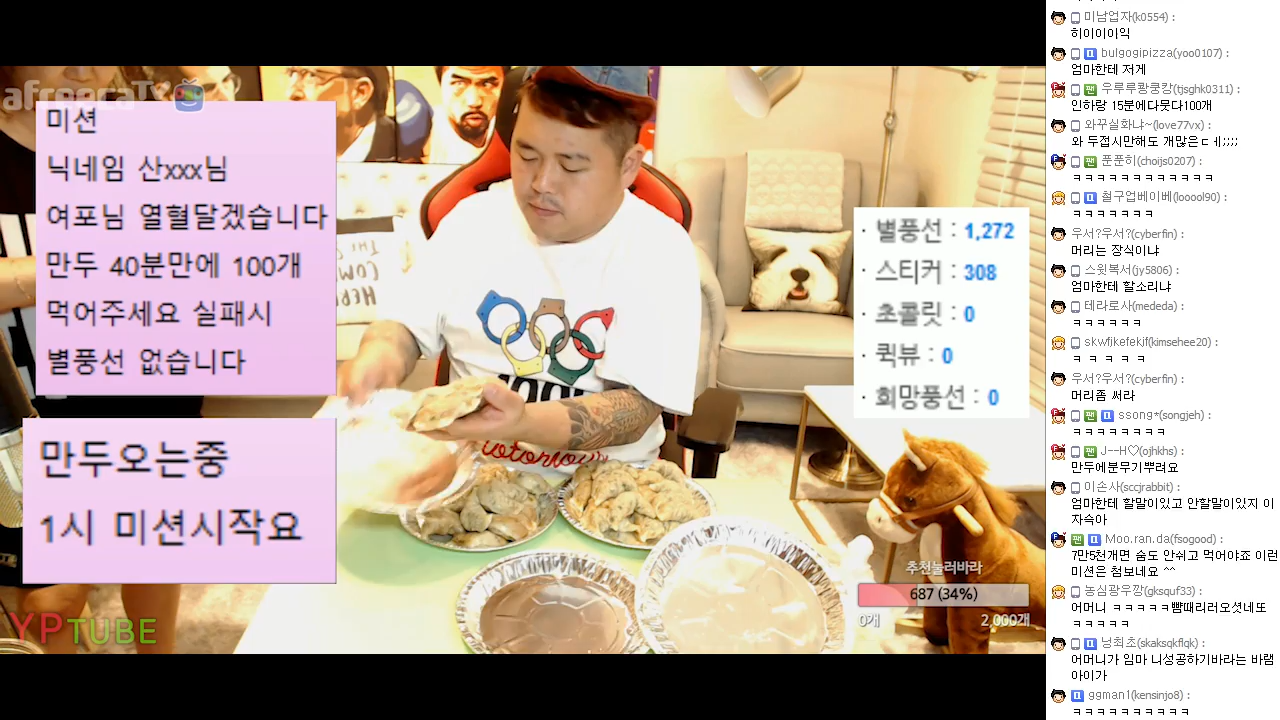 afreecaTV
미션
닉네임 산xxx님
여포님 열혈달겠습니다
만두 40분만에 100개
먹어주세요 실패시
별풍선 없습니다
만두오는중
1시 미션시작요
YPTUBE
· 별풍선 : 1,272
· 스티커 : 308
· 초콜릿 : 0
· 퀵뷰 : 0
· 희망풍선 : 0
추천눌러바라
687 (34%)
0개
2,000개
미남업자(k0554) :
히이이이익
bulgogipizza(yoo0107) :
엄마한테 저게
우루루쾅쿵캉(tjsghk0311) :
인하랑 15분에다못다100개
와꾸실화냐~(love77vx) :
와 두접시만해도 개많은ㄷㅔ;;;;
푼푼히(choijs0207) :
ㅋㅋㅋㅋㅋㅋㅋㅋㅋㅋㅋㅋ
철구업베이베(looool90) :
ㅋㅋㅋㅋㅋㅋㅋ
우서?우서?(cyberfin) :
머리는 장식이냐
스윗복서(jy5806) :
엄마한테 할소리냐
테라로사(mededa) :
ㅋㅋㅋㅋㅋㅋ
skwfjkefekjf(kimsehee20) :
ㅋ ㅋ ㅋ ㅋ ㅋ
우서?우서?(cyberfin) :
머리좀 써라
ssong*(songjeh) :
ㅋㅋㅋㅋㅋㅋㅋㅋ
J--H♡(ojhkhs) :
만두에분무기뿌려요
이손사(sccjrabbit) :
엄마한테 할말이있고 안할말이있지 이
자슥아
Moo.ran.da(fsogood) :
7만5천개면 숨도 안쉬고 먹어야죠 이런
미션은 첨보네요 ^^
농심광우깡(gksquf33) :
어머니 ㅋㅋㅋㅋㅋ빨때리러오셧네또
ㅋㅋㅋㅋㅋ
넝최초(skaksqkflqk) :
어머니가 임마 니성공하기바라는 바램
아이가
ggman1(kensinjo8) :
ㅋㅋㅋㅋㅋㅋㅋㅋㅋㅋ